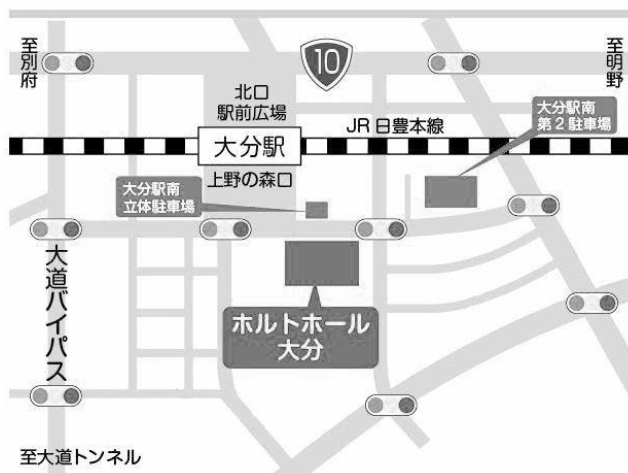 至別府
10
至明野
北口
駅前広場
JR日豊本線
大分駅南
第2駐車場
大分駅
上野の森口
大分駅南
立体駐車場
大道バイパス
ホルトホール
大分
至大道トンネル